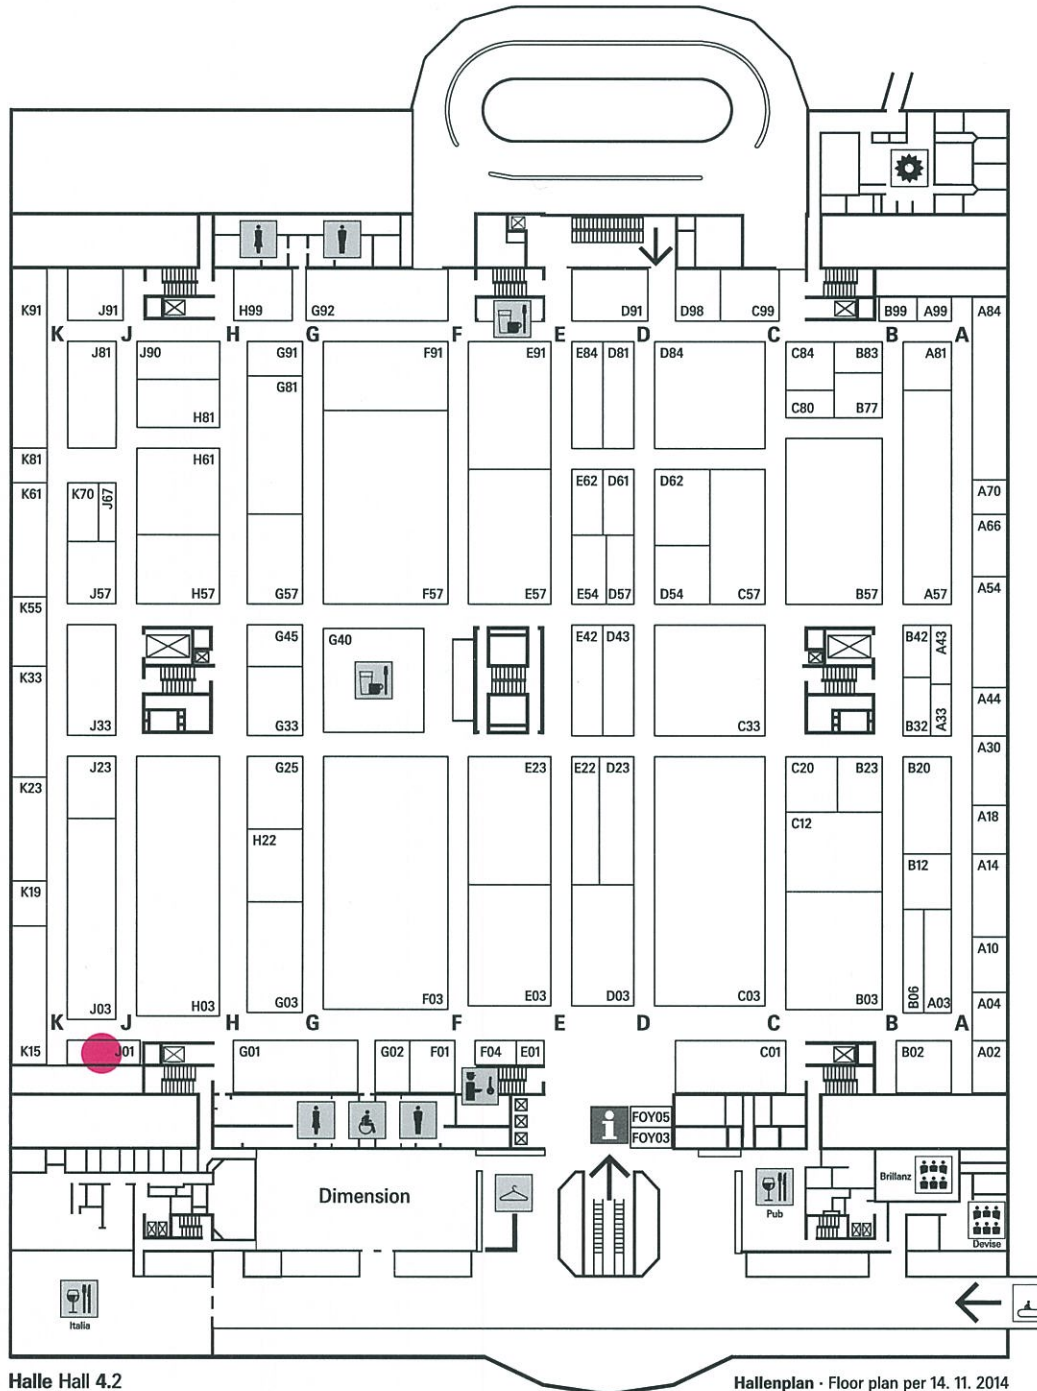 K91
J91
H99
G92
D91
D98
C99
B99
A99
A84
K
J
H
G
F
E
D
C
B
A
J81
J90
G91
F91
E91
E84
D81
D84
C84
B83
A81
G81
C80
B77
H81
K81
H61
K61
K70
J67
E62
D61
D62
A70
A66
J57
H57
G57
F57
E57
E54
D57
D54
C57
B57
A57
A54
K55
G45
G40
E42
D43
B42
A43
K33
J33
G33
C33
B32
A33
A44
A30
J23
G25
E23
E22
D23
C20
B23
B20
K23
C12
A18
H22
B12
A14
K19
A10
J03
H03
G03
F03
E03
D03
C03
B03
B06
A03
A04
K
J
H
G
F
E
D
C
B
A
K15
J01
G01
G02
F01
F04
E01
C01
B02
A02
i
FOY05
FOY03
Dimension
Pub
Brillanz
Devise
Italia
Halle Hall 4.2
Hallenplan · Floor plan per 14. 11. 2014